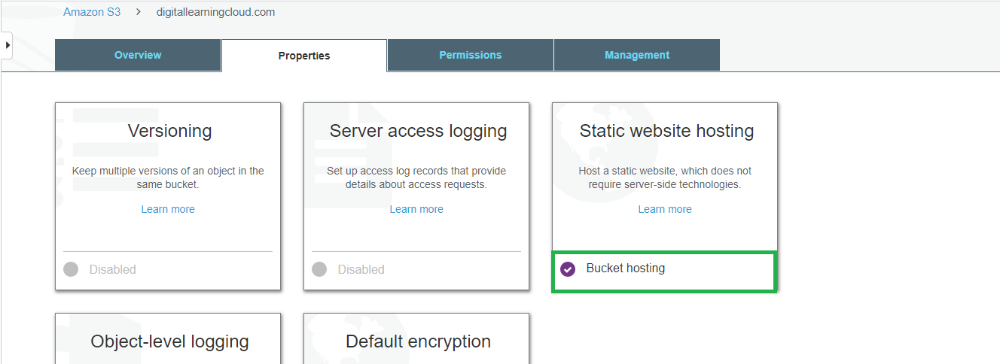 Amazon S3 > digitallearningcloud.com
Overview
Properties
Permissions
Management
Versioning
Keep multiple versions of an object in the
same bucket.
Learn more
Disabled
Server access logging
Set up access log records that provide
details about access requests.
Learn more
Disabled
Static website hosting
Host a static website, which does not
require server-side technologies.
Learn more
Bucket hosting
Object-level logging
Default encryption